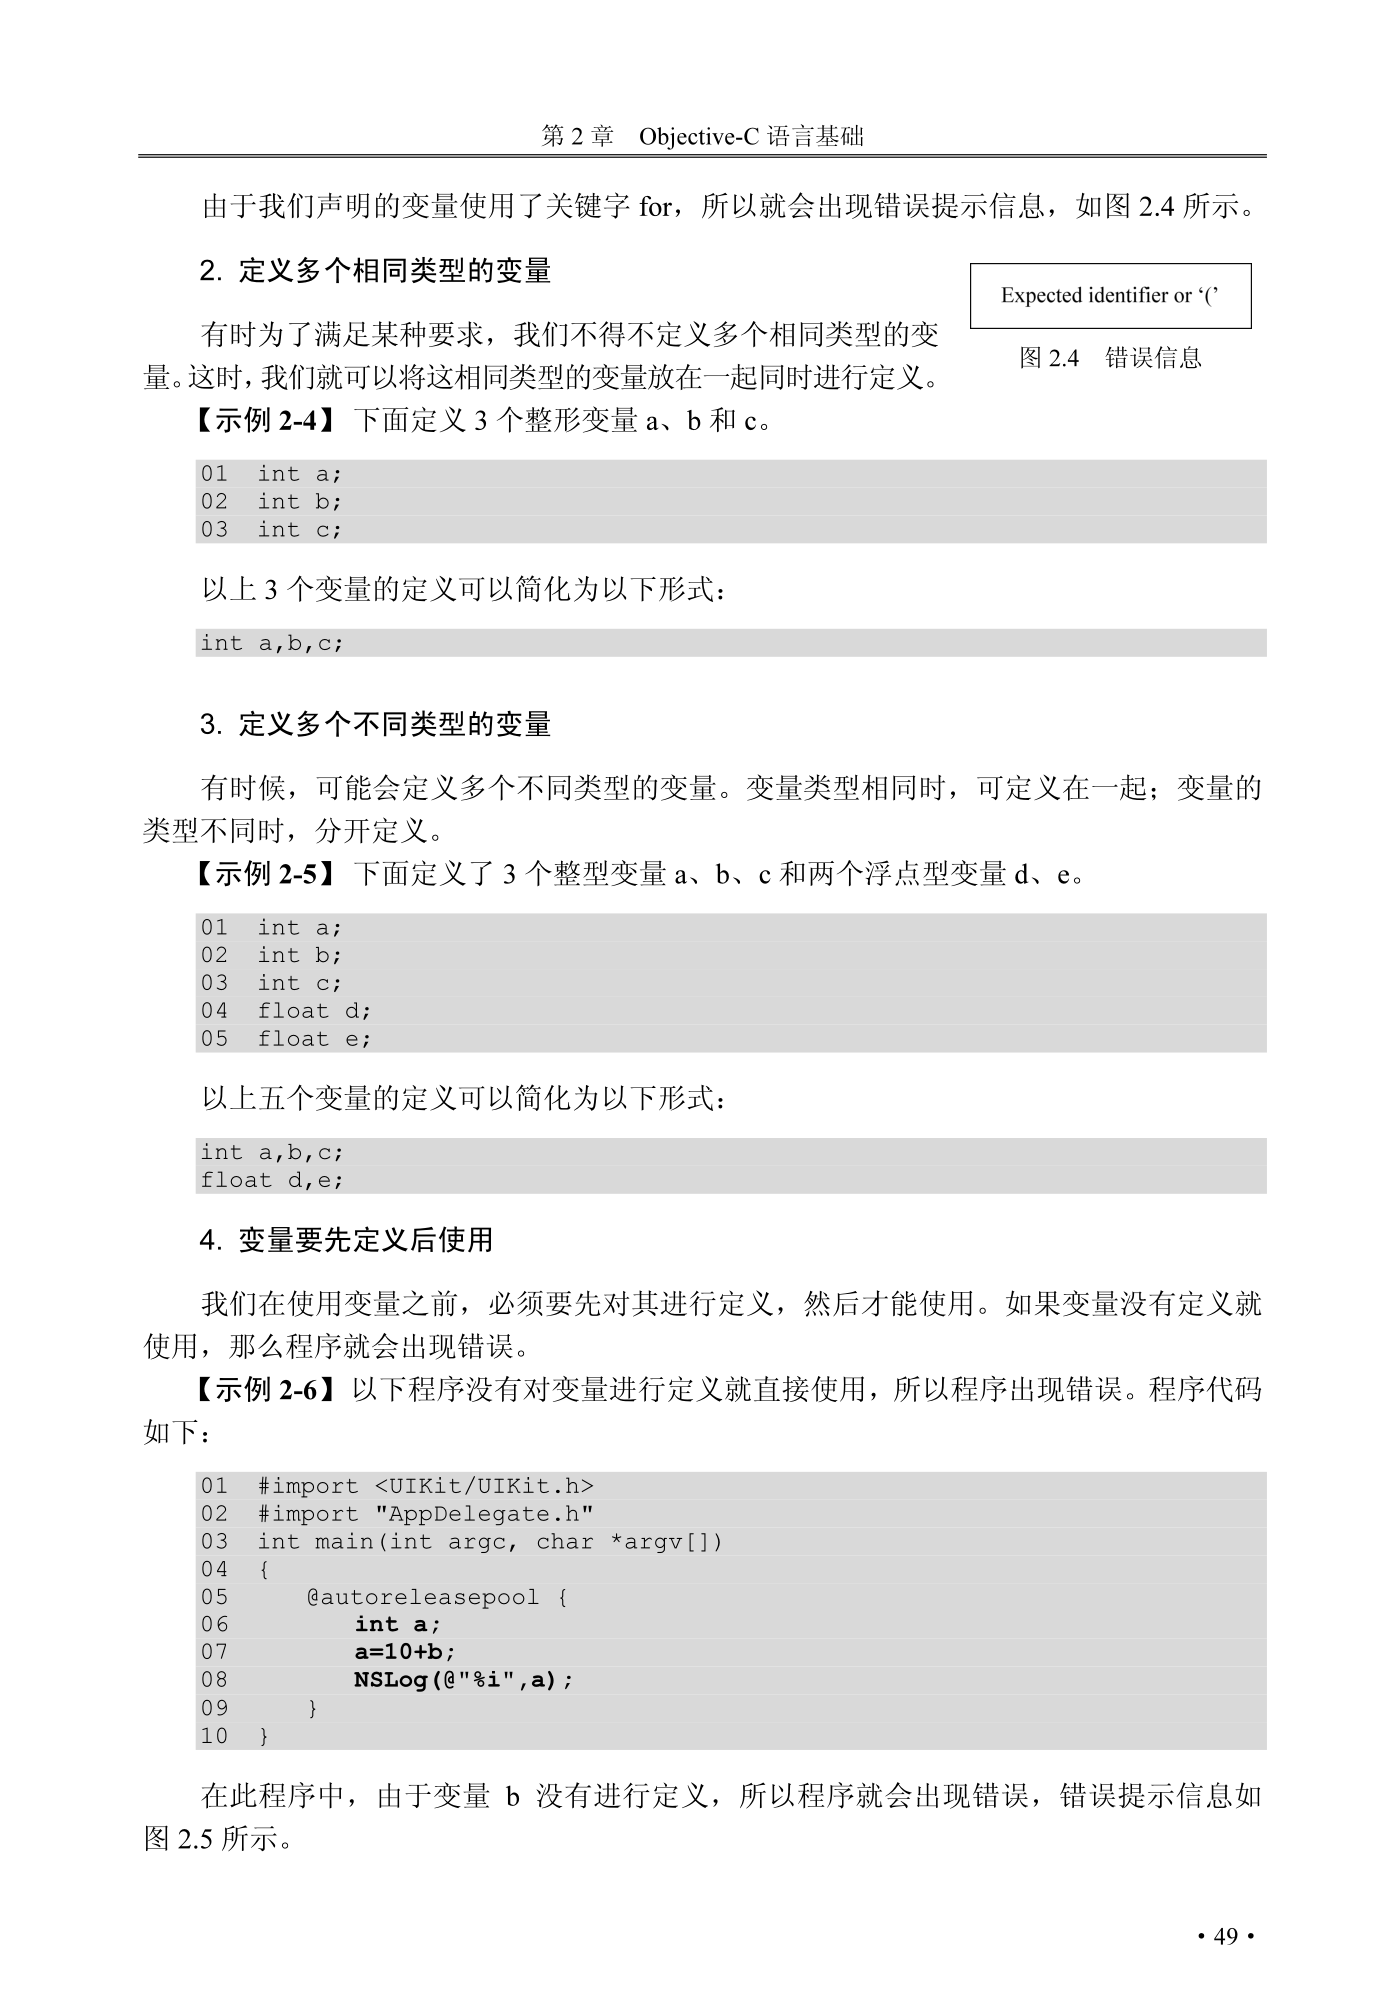 第 2 章　Objective-C 语言基础
由于我们声明的变量使用了关键字 for，所以就会出现错误提示信息，如图 2.4 所示。
2. 定义多个相同类型的变量
Expected identifier or ‘(’
图 2.4　错误信息
有时为了满足某种要求，我们不得不定义多个相同类型的变
量。这时，我们就可以将这相同类型的变量放在一起同时进行定义。
【示例 2-4】 下面定义 3 个整形变量 a、b 和 c。
01  int a;
02  int b;
03  int c;
以上 3 个变量的定义可以简化为以下形式：
int a,b,c;
3. 定义多个不同类型的变量
有时候，可能会定义多个不同类型的变量。变量类型相同时，可定义在一起；变量的
类型不同时，分开定义。
【示例 2-5】 下面定义了 3 个整型变量 a、b、c 和两个浮点型变量 d、e。
01  int a;
02  int b;
03  int c;
04  float d;
05  float e;
以上五个变量的定义可以简化为以下形式：
int a,b,c;
float d,e;
4. 变量要先定义后使用
我们在使用变量之前，必须要先对其进行定义，然后才能使用。如果变量没有定义就
使用，那么程序就会出现错误。
【示例 2-6】 以下程序没有对变量进行定义就直接使用，所以程序出现错误。程序代码
如下：
01  #import <UIKit/UIKit.h>
02  #import "AppDelegate.h"
03  int main(int argc, char *argv[])
04  {
05     @autoreleasepool {
06        int a;
07        a=10+b;
08        NSLog(@"%i",a);
09     }
10  }
在此程序中，由于变量 b 没有进行定义，所以程序就会出现错误，错误提示信息如
图 2.5 所示。
• 49 •